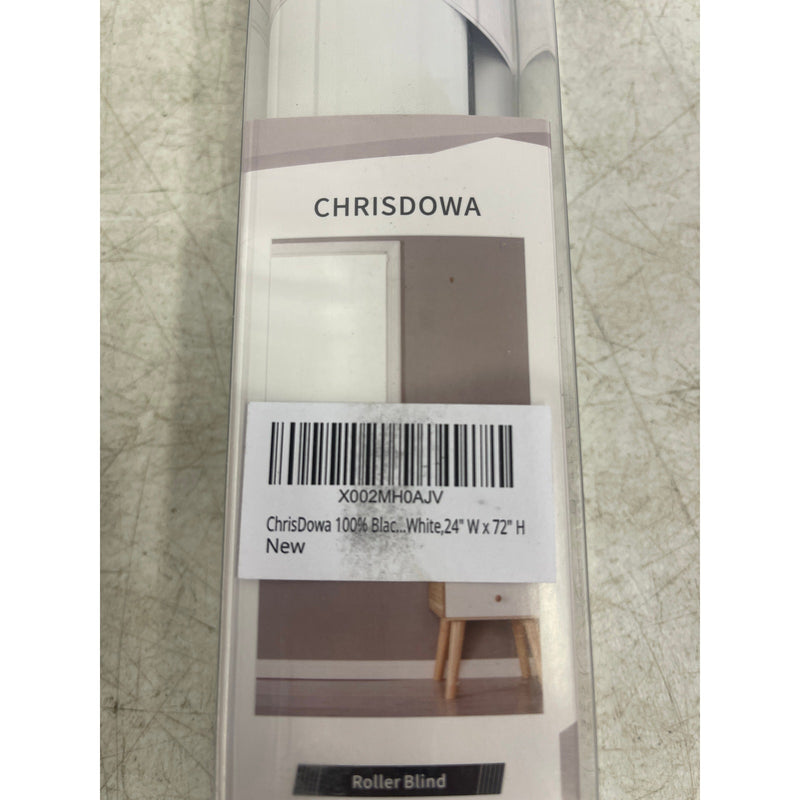 CHRISDOWA
X002MH0AJV
ChrisDowa 100% Blac...White,24" W x 72" H
New
Roller Blind